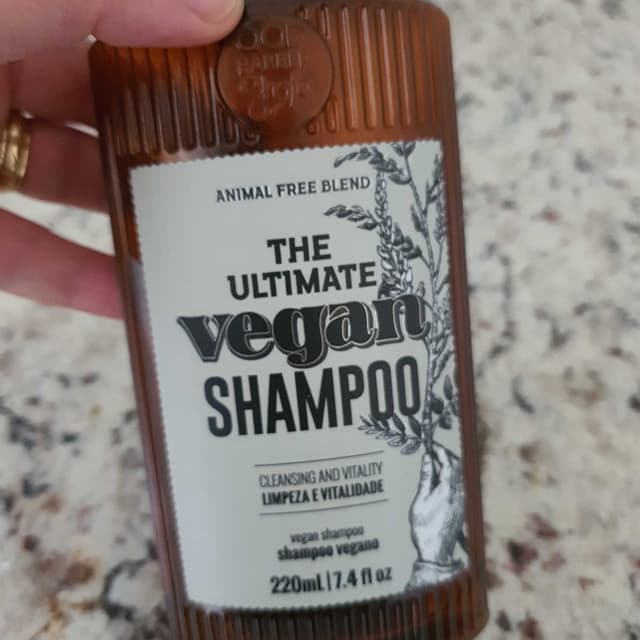 ANIMAL FREE BLEND
THE
ULTIMATE
vegan
SHAMPOO
CLEANSING AND VITALITY
LIMPEZA E VITALIDADE
vegan shampoo
shampoo vegano
220mL | 7.4 fl oz